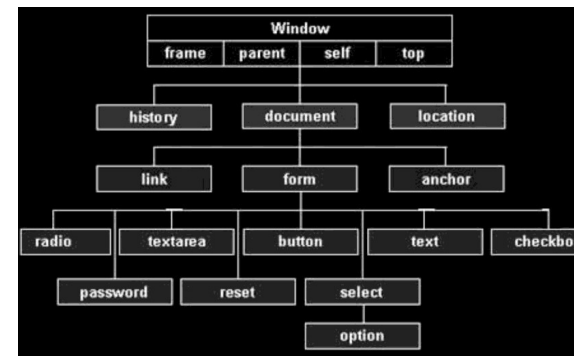 Window
frame parent self top
history document location
link form anchor
radio textarea button text checkbo
password reset select
option